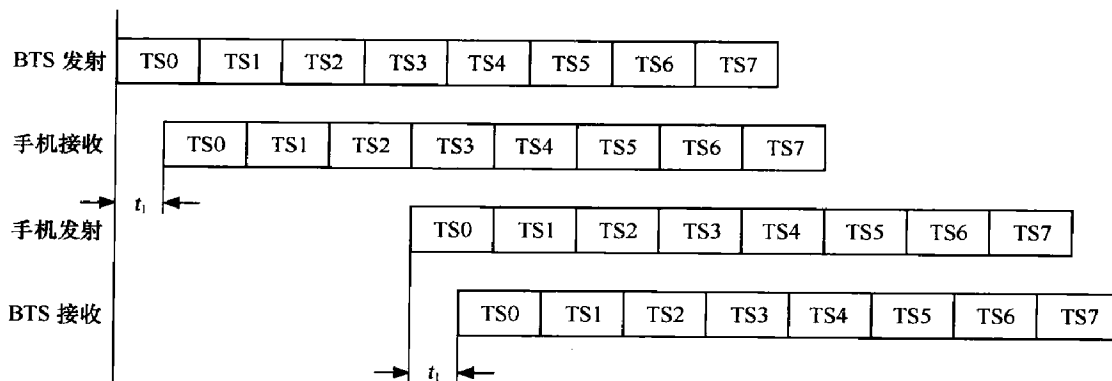 BTS 发射 TS0 TS1 TS2 TS3 TS4 TS5 TS6 TS7
手机接收 TS0 TS1 TS2 TS3 TS4 TS5 TS6 TS7
t₁
手机发射 TS0 TS1 TS2 TS3 TS4 TS5 TS6 TS7
BTS 接收 TS0 TS1 TS2 TS3 TS4 TS5 TS6 TS7
t₁